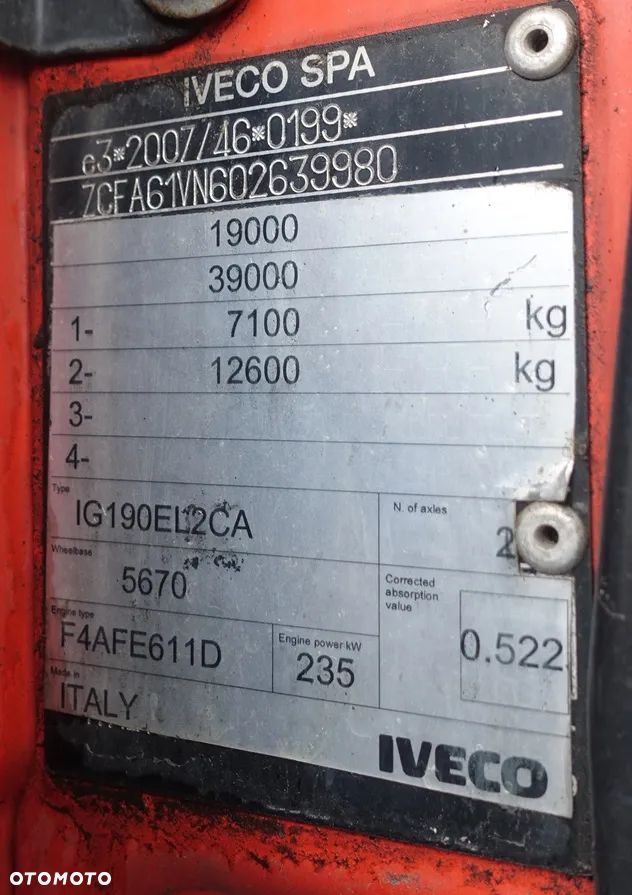 IVECO SPA
e3*2007/46*0199*
ZCFA61VN602639980
19000
39000
1- 7100 kg
2- 12600 kg
3-
4-
Type
IG190EL2CA
N. of axles
2
Wheelbase
5670
Corrected
absorption
value
0.522
Engine type
F4AFE611D
Engine power kW
235
Made in
ITALY
IVECO
OTOMOTO